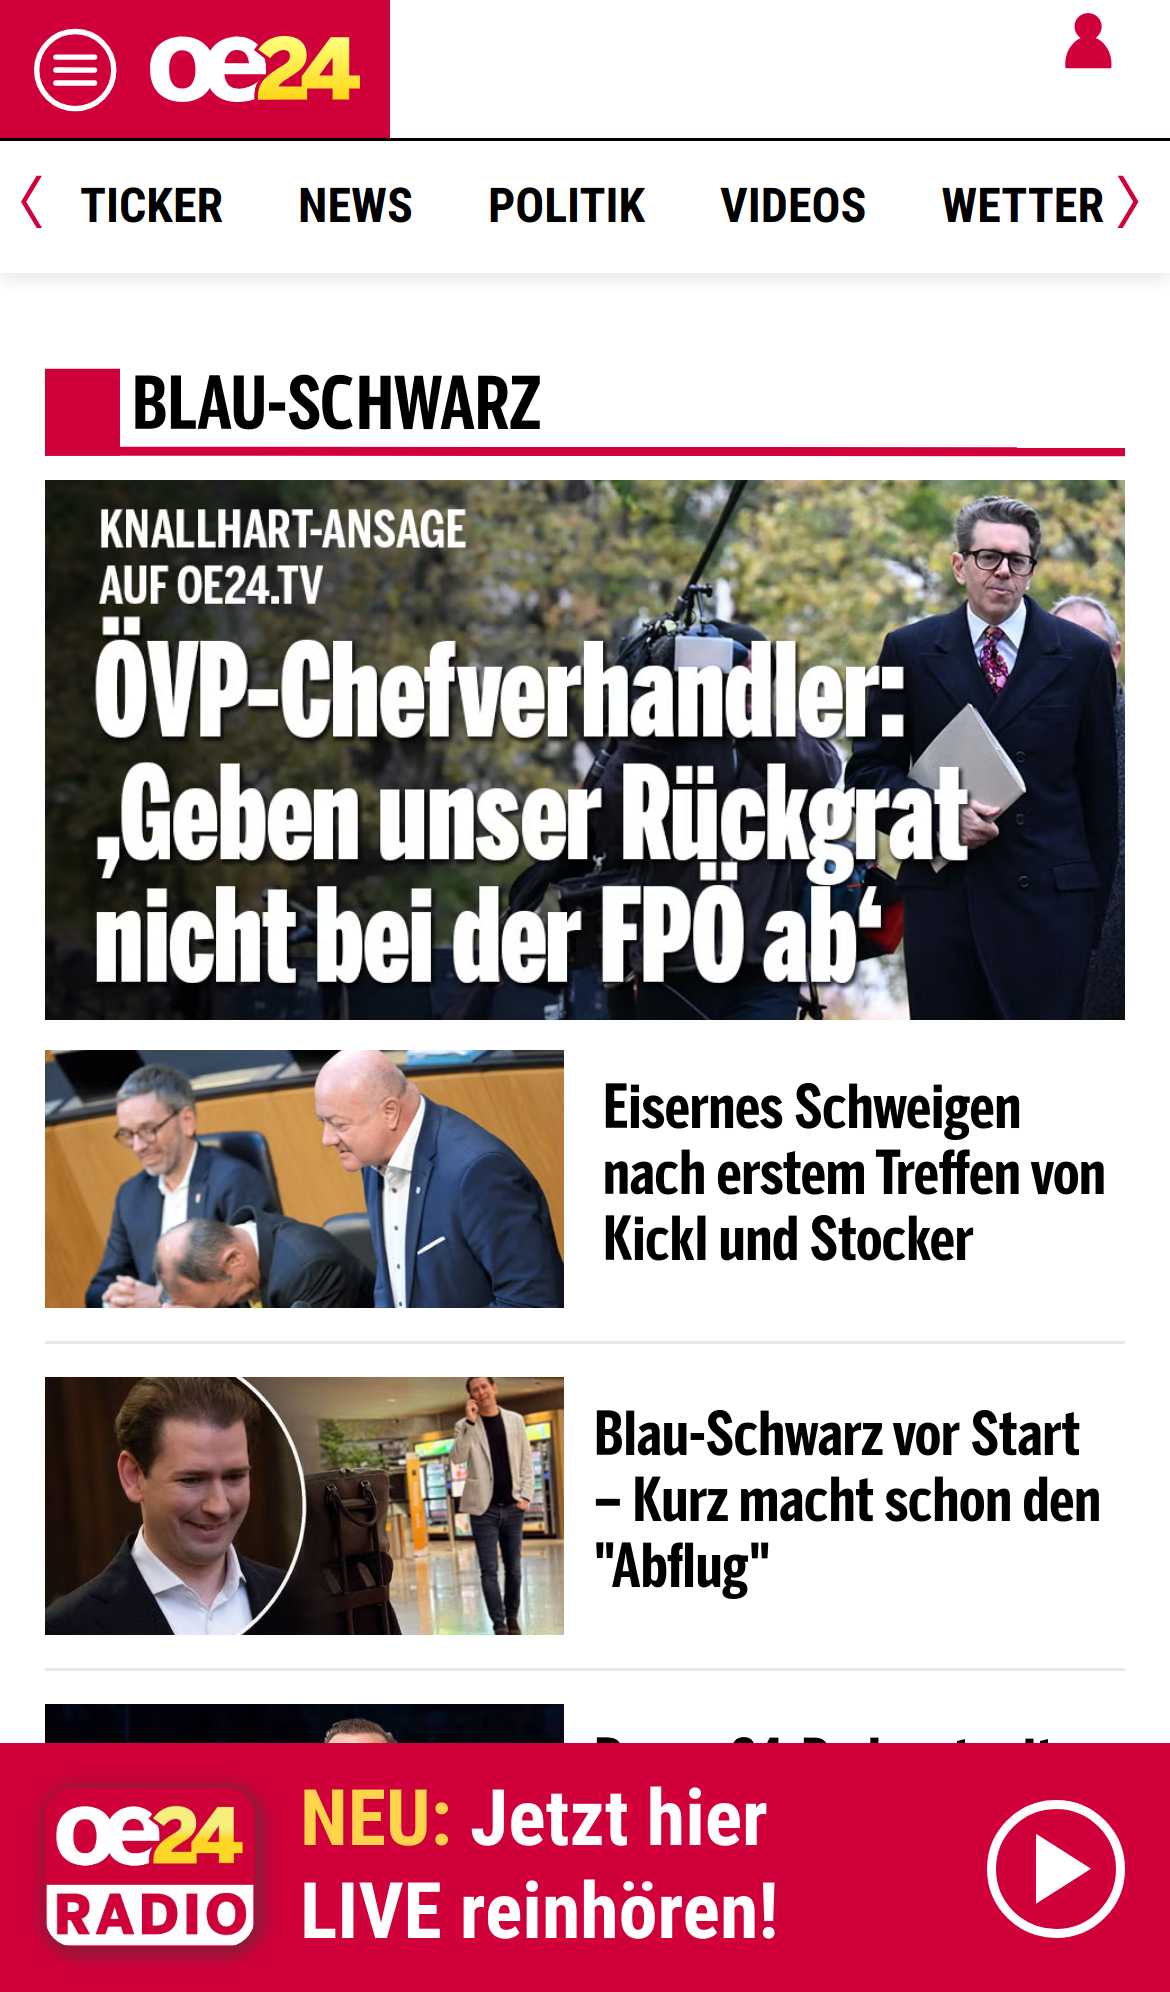 oe24
TICKER NEWS POLITIK VIDEOS WETTER
BLAU-SCHWARZ
KNALLHART-ANSAGE
AUF OE24.TV
ÖVP-Chefverhandler:
‚Geben unser Rückgrat
nicht bei der FPÖ ab‘
Eisernes Schweigen
nach erstem Treffen von
Kickl und Stocker
Blau-Schwarz vor Start
– Kurz macht schon den
"Abflug"
oe24
RADIO
NEU: Jetzt hier
LIVE reinhören!